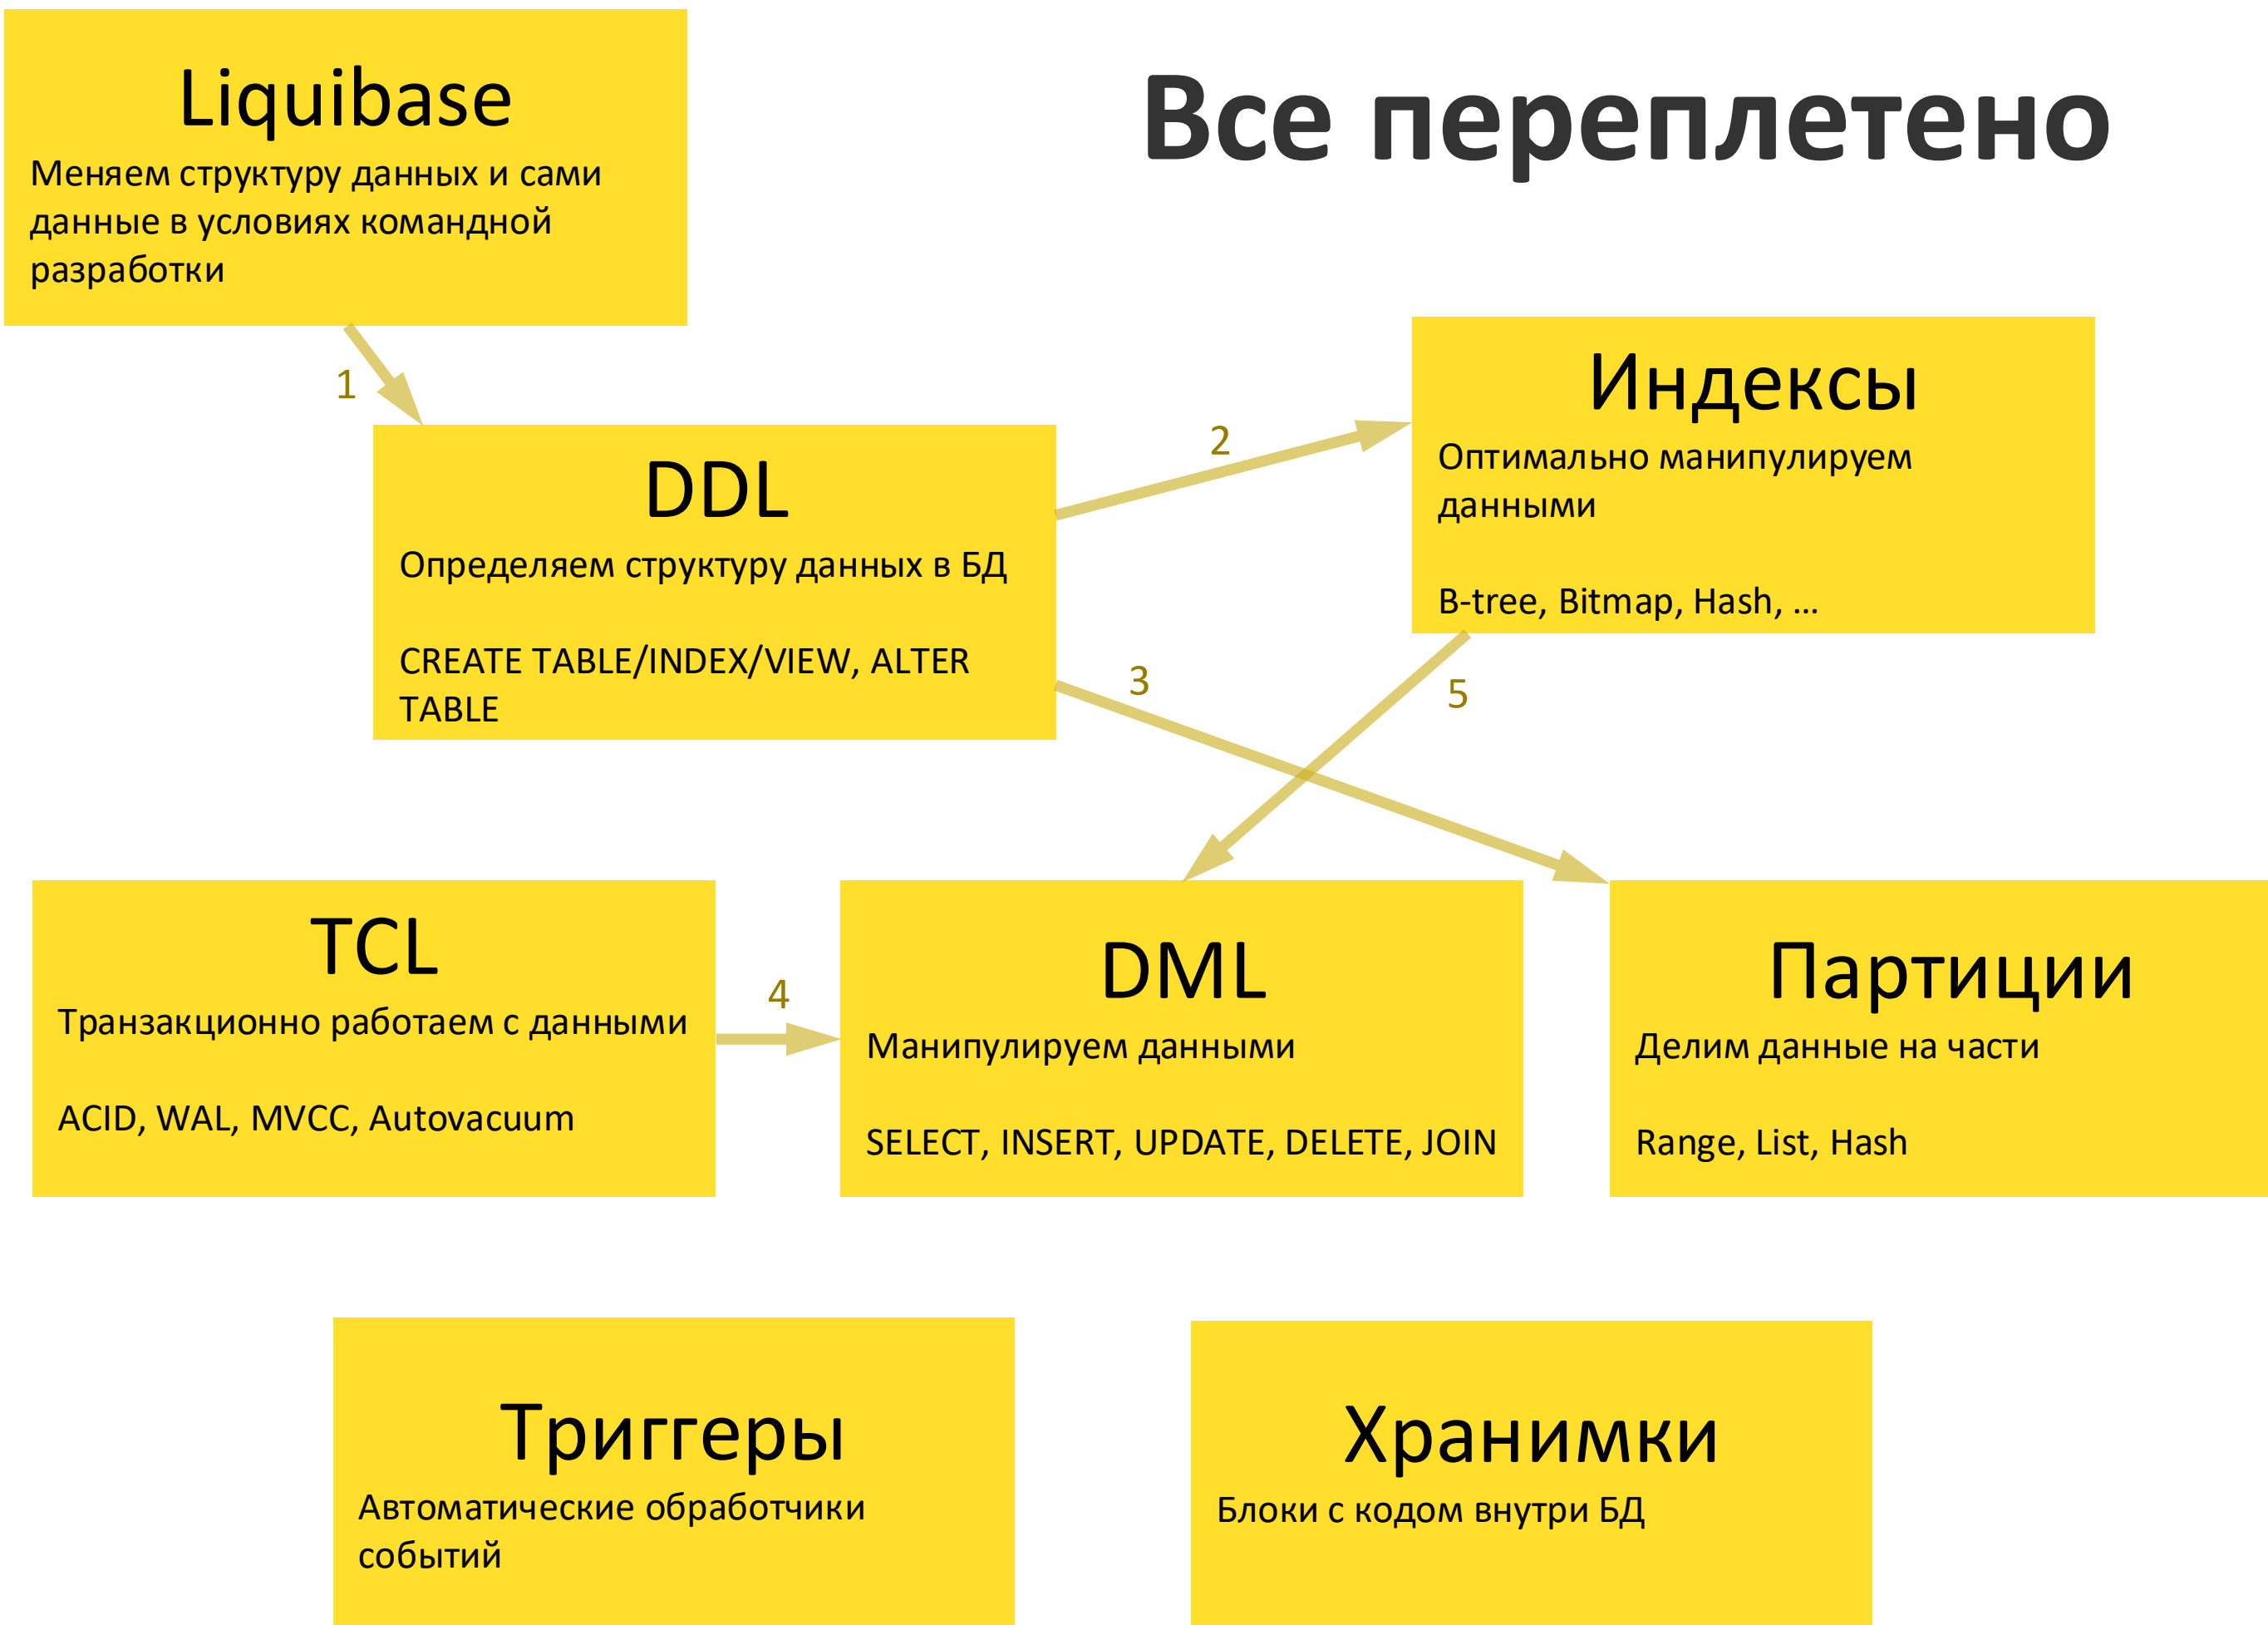 Все переплетено
Liquibase
Меняем структуру данных и сами
данные в условиях командной
разработки
1
DDL
Определяем структуру данных в БД
CREATE TABLE/INDEX/VIEW, ALTER
TABLE
2
Индексы
Оптимально манипулируем
данными
B-tree, Bitmap, Hash, ...
3
5
TCL
Транзакционно работаем с данными
ACID, WAL, MVCC, Autovacuum
4
DML
Манипулируем данными
SELECT, INSERT, UPDATE, DELETE, JOIN
Партиции
Делим данные на части
Range, List, Hash
Триггеры
Автоматические обработчики
событий
Хранимки
Блоки с кодом внутри БД